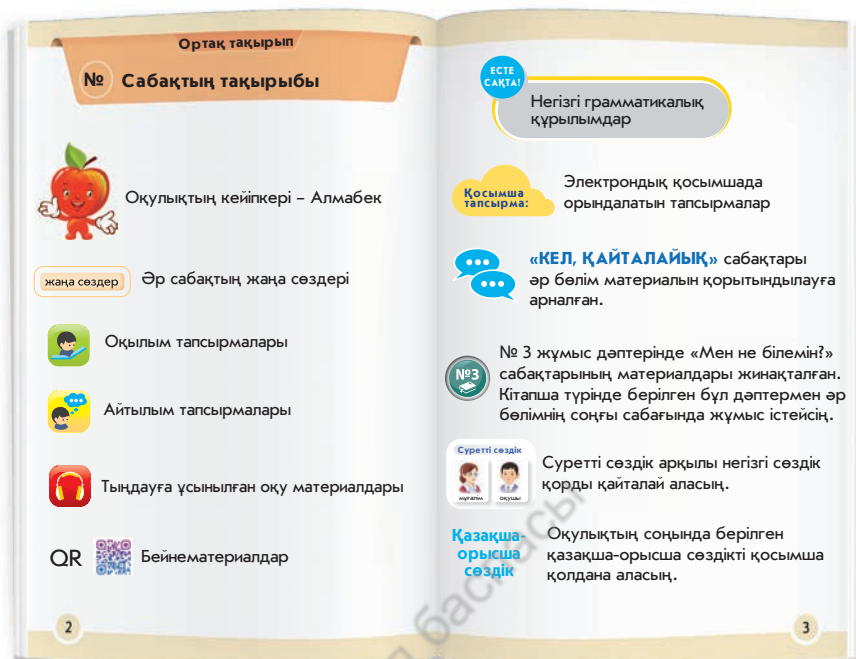 Ортақ тақырып
№ Сабақтың тақырыбы
Оқулықтың кейіпкері – Алмабек
жаңа сөздер
Әр сабақтың жаңа сөздері
Оқылым тапсырмалары
Айтылым тапсырмалары
Тыңдауға ұсынылған оқу материалдары
QR
Бейнематериалдар
2
ЕСТЕ
САҚТА!
Негізгі грамматикалық
құрылымдар
Қосымша
тапсырма:
Электрондық қосымшада
орындалатын тапсырмалар
«КЕЛ, ҚАЙТАЛАЙЫҚ» сабақтары
әр бөлім материалын қорытындылауға
арналған.
№3
№ 3 жұмыс дәптерінде «Мен не білемін?»
сабақтарының материалдары жинақталған.
Кітапша түрінде берілген бұл дәптермен әр
бөлімнің соңғы сабағында жұмыс істейсің.
Суретті сөздік
мұғалім
оқушы
Суретті сөздік арқылы негізгі сөздік
қорды қайталай аласың.
Қазақша-
орысша
сөздік
Оқулықтың соңында берілген
қазақша-орысша сөздікті қосымша
қолдана аласың.
3
баспасы